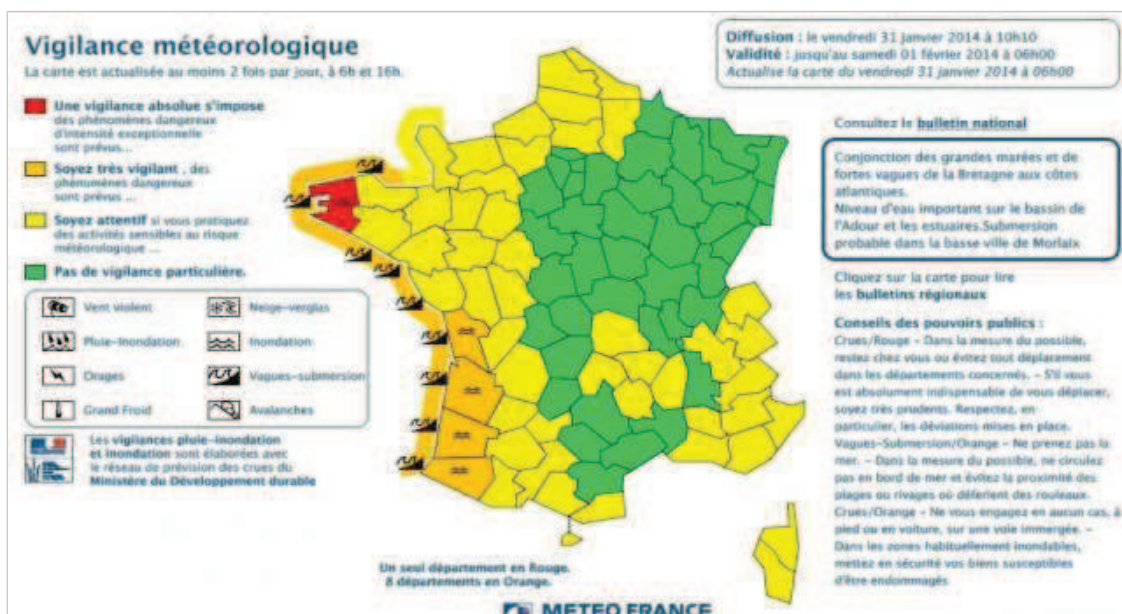 Vigilance météorologique
La carte est actualisée au moins 2 fois par jour, à 6h et 16h.
Une vigilance absolue s'impose
des phénomènes dangereux
d'intensité exceptionnelle
sont prévus...
Soyez très vigilant , des
phénomènes dangereux
sont prévus ...
Soyez attentif si vous pratiquez
des activités sensibles au risque
météorologique ...
Pas de vigilance particulière.
Vent violent
Neige-verglas
Pluie-Inondation
Inondation
Orages
Vagues-submersion
Grand Froid
Avalanches
Les vigilances pluie-inondation
et inondation sont élaborées avec
le réseau de prévision des crues du
Ministère du Développement durable
Un seul département en Rouge.
8 départements en Orange.
METEO FRANCE
Diffusion : le vendredi 31 janvier 2014 à 10h10
Validité : jusqu'au samedi 01 février 2014 à 06h00
Actualise la carte du vendredi 31 janvier 2014 à 06h00
Consultez le bulletin national
Conjonction des grandes marées et de
fortes vagues de la Bretagne aux côtes
atlantiques.
Niveau d'eau important sur le bassin de
l'Adour et les estuaires.Submersion
probable dans la basse ville de Morlaix
Cliquez sur la carte pour lire
les bulletins régionaux
Conseils des pouvoirs publics :
Crues/Rouge – Dans la mesure du possible,
restez chez vous ou évitez tout déplacement
dans les départements concernés. – S'il vous
est absolument indispensable de vous déplacer,
soyez très prudents. Respectez, en
particulier, les déviations mises en place.
Vagues-Submersion/Orange – Ne prenez pas la
mer. – Dans la mesure du possible, ne circulez
pas en bord de mer et évitez la proximité des
plages ou rivages où déferlent des rouleaux.
Crues/Orange – Ne vous engagez en aucun cas, à
pied ou en voiture, sur une voie immergée. –
Dans les zones habituellement inondables,
mettez en sécurité vos biens susceptibles
d'être endommagés